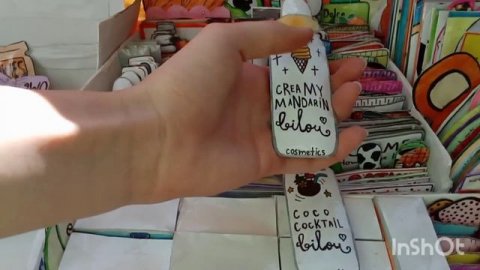 CREAMY
MANDARIN
bilou
cosmetics
COCO
COCKTAIL
bilou
InShOt